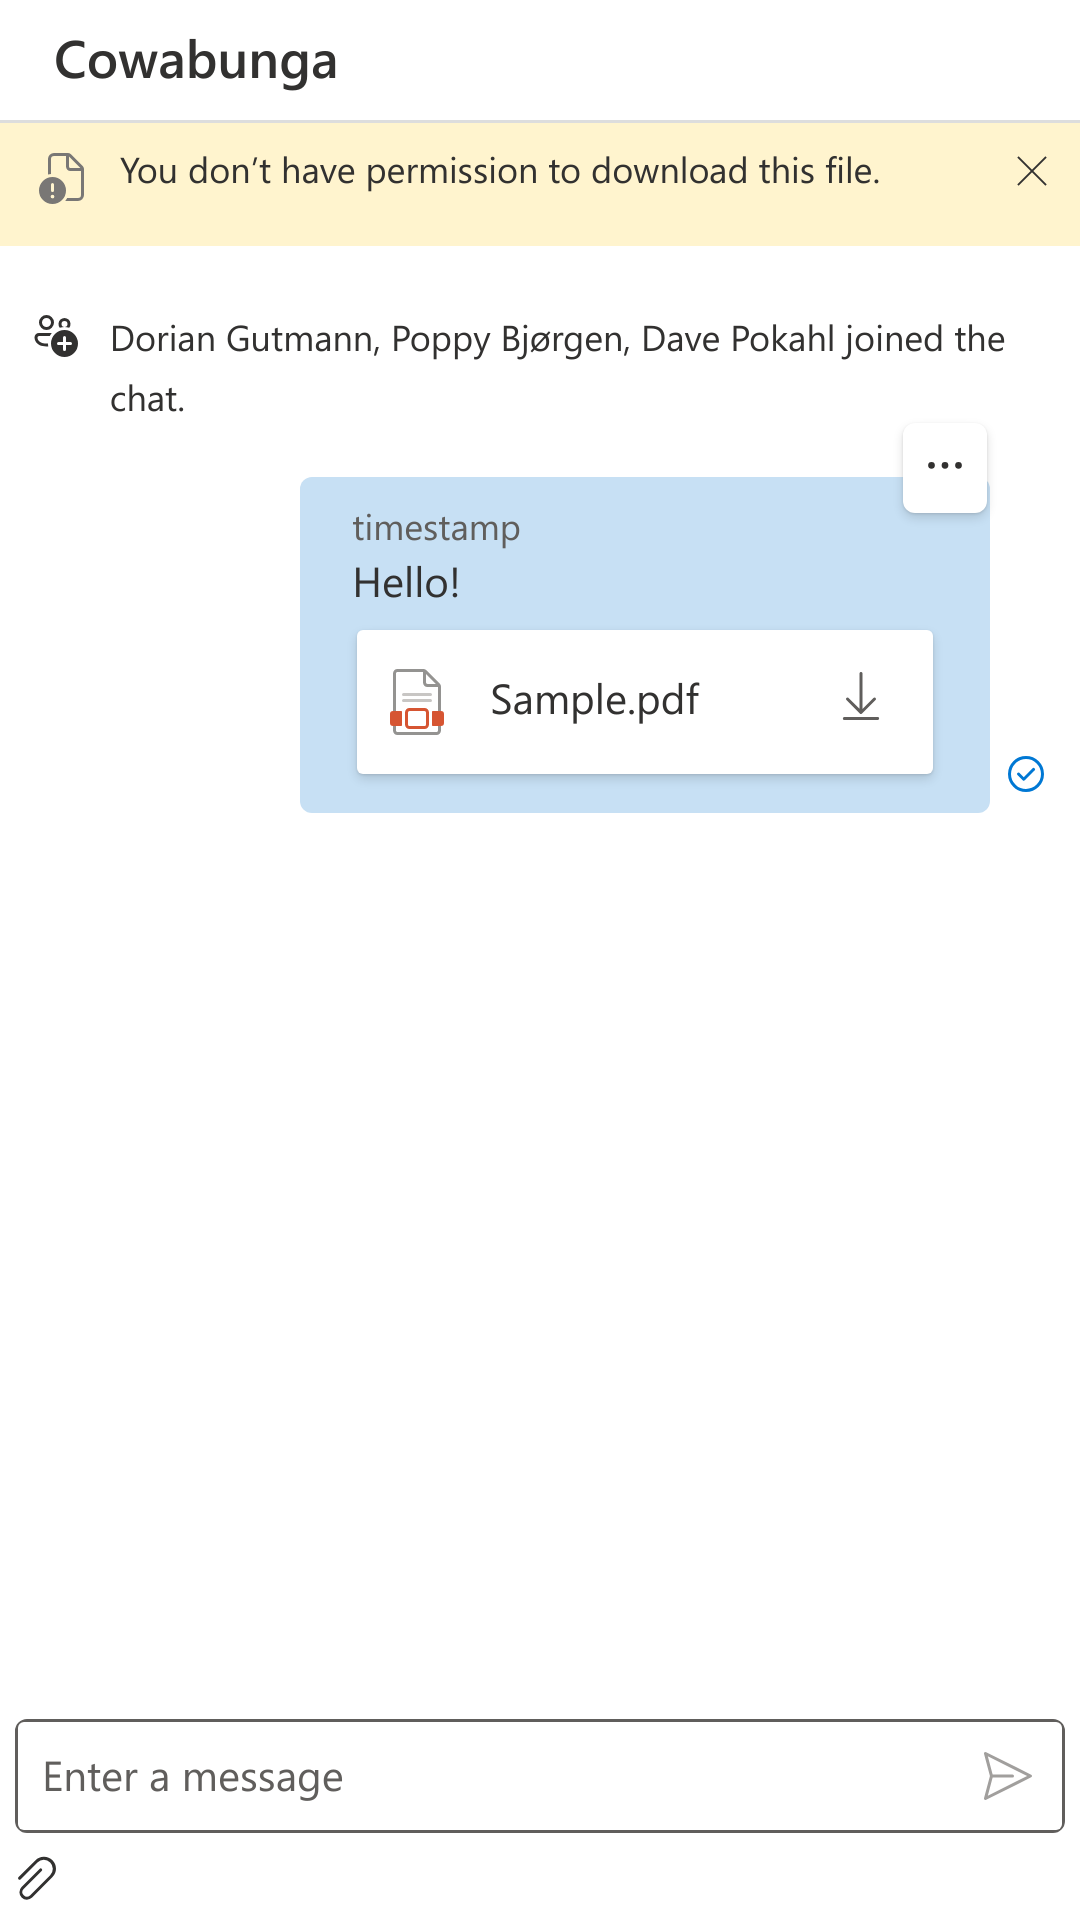 Cowabunga
You don’t have permission to download this file.
Dorian Gutmann, Poppy Bjørgen, Dave Pokahl joined the
chat.
timestamp
Hello!
Sample.pdf
Enter a message